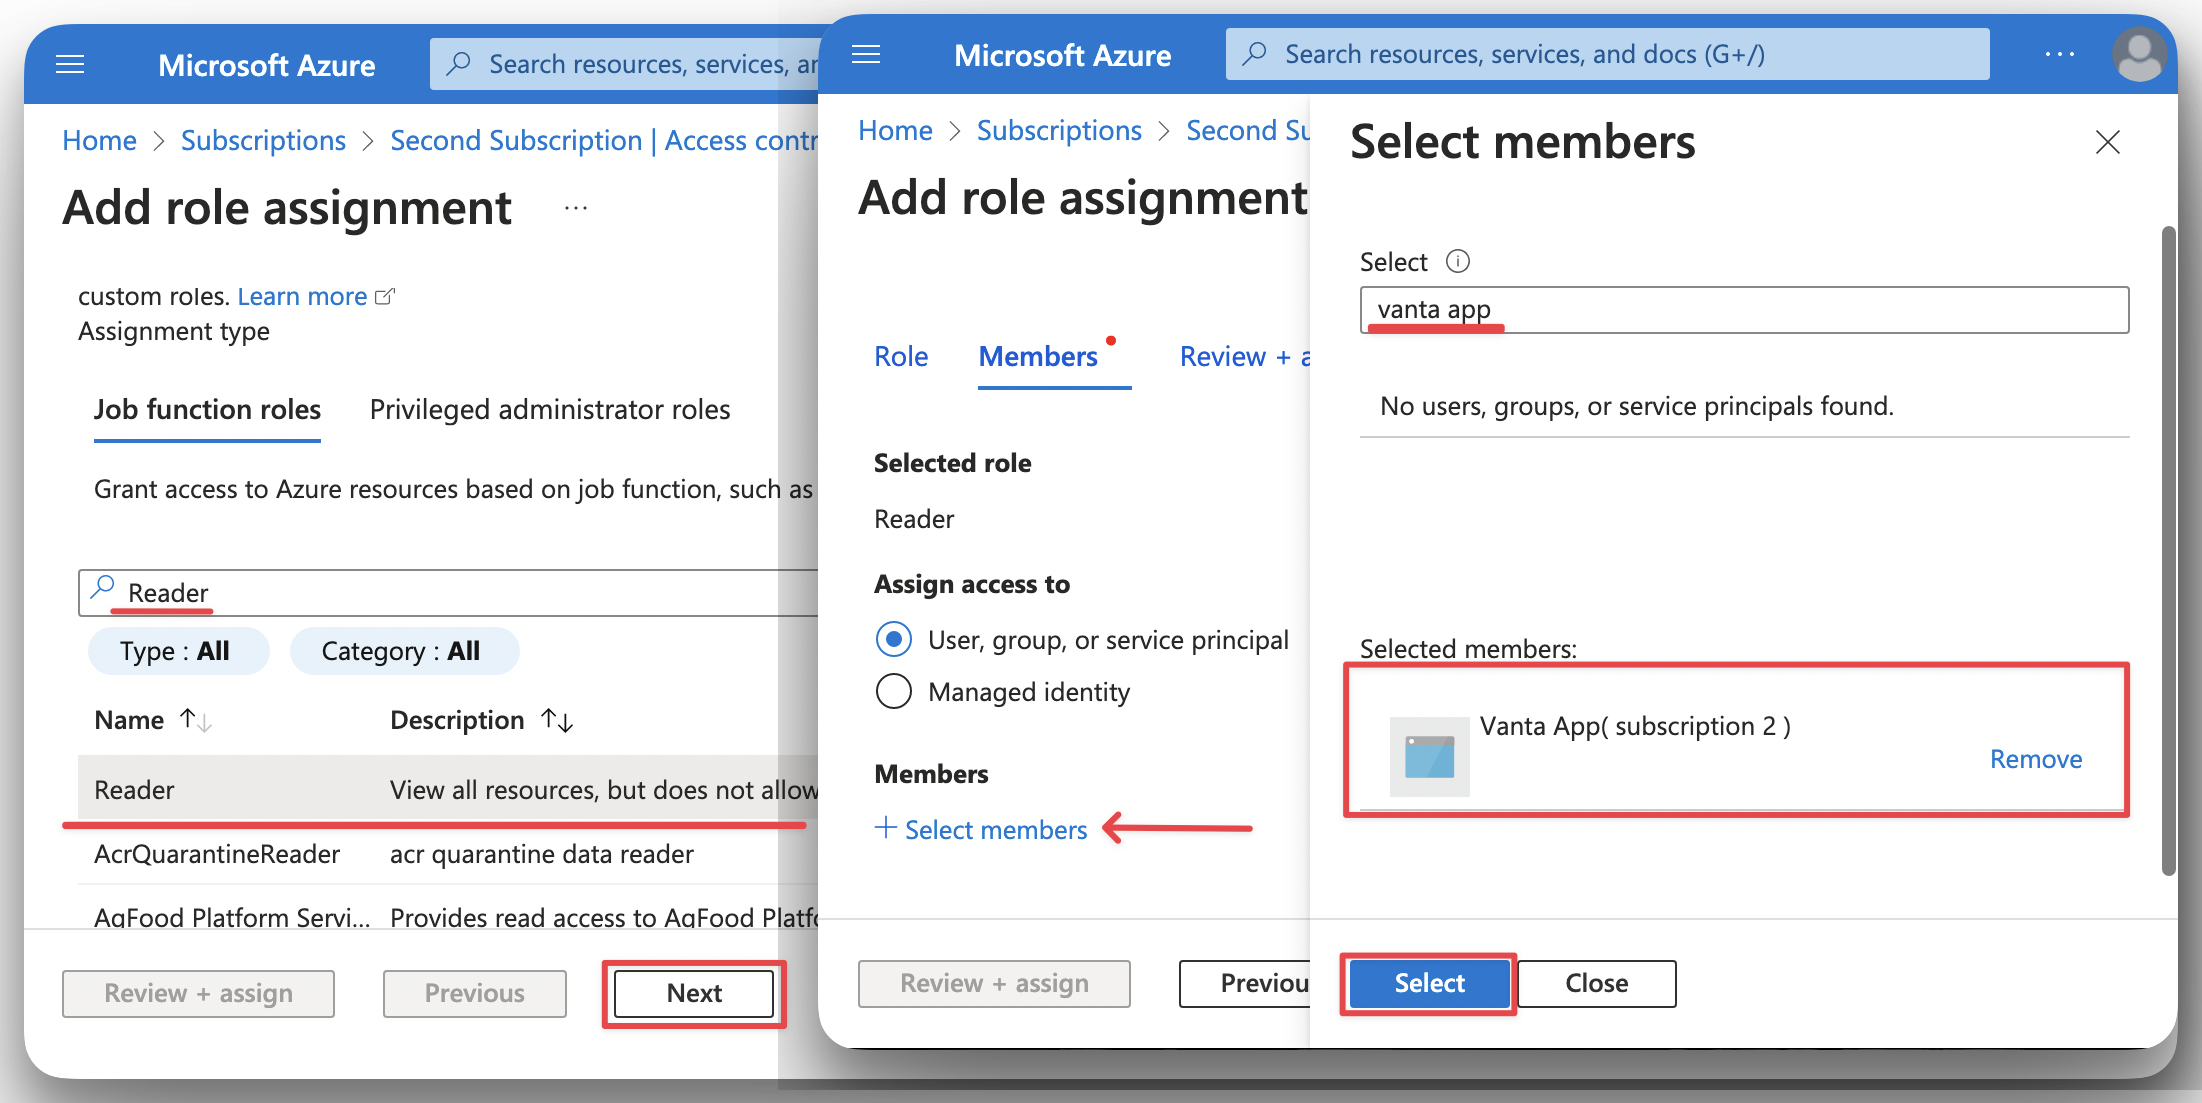 Microsoft Azure
Search resources, services, ar
Home > Subscriptions > Second Subscription | Access contr
Add role assignment ...
custom roles. Learn more
Assignment type
Job function roles Privileged administrator roles
Grant access to Azure resources based on job function, such as
Reader
Type : All Category : All
Name Description
Reader View all resources, but does not allow
AcrQuarantineReader acr quarantine data reader
AgFood Platform Servi... Provides read access to AgFood Platfo
Review + assign Previous Next
Microsoft Azure
Search resources, services, and docs (G+/)
...
Home > Subscriptions > Second Su
Add role assignment
Role Members Review + a
Selected role
Reader
Assign access to
User, group, or service principal
Managed identity
Members
+ Select members
Review + assign Previou
Select members
Select
vanta app
No users, groups, or service principals found.
Selected members:
Vanta App( subscription 2 )
Remove
Select Close